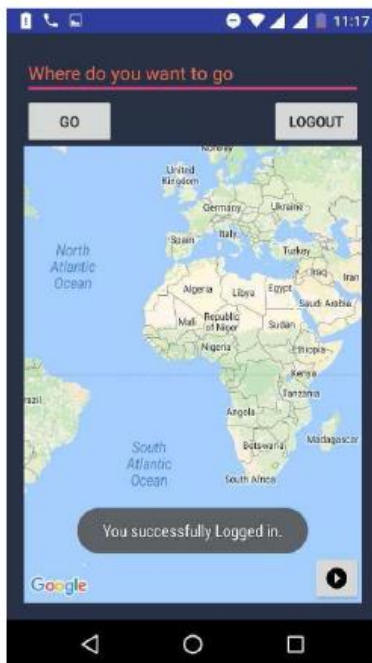 11:17
Where do you want to go
GO LOGOUT
Norway
United
Kingdom
Germany Ukraine
Spain Italy Turkey
North
Atlantic
Ocean
Iraq Iran
Algeria Libya Egypt Saudi Arabia
Mali Republic
of Niger Sudan
Nigeria Ethiopia
Kenya
Tanzania
razil
Angola
Botswana Madagascar
South
Atlantic
Ocean
South Africa
You successfully Logged in.
Google